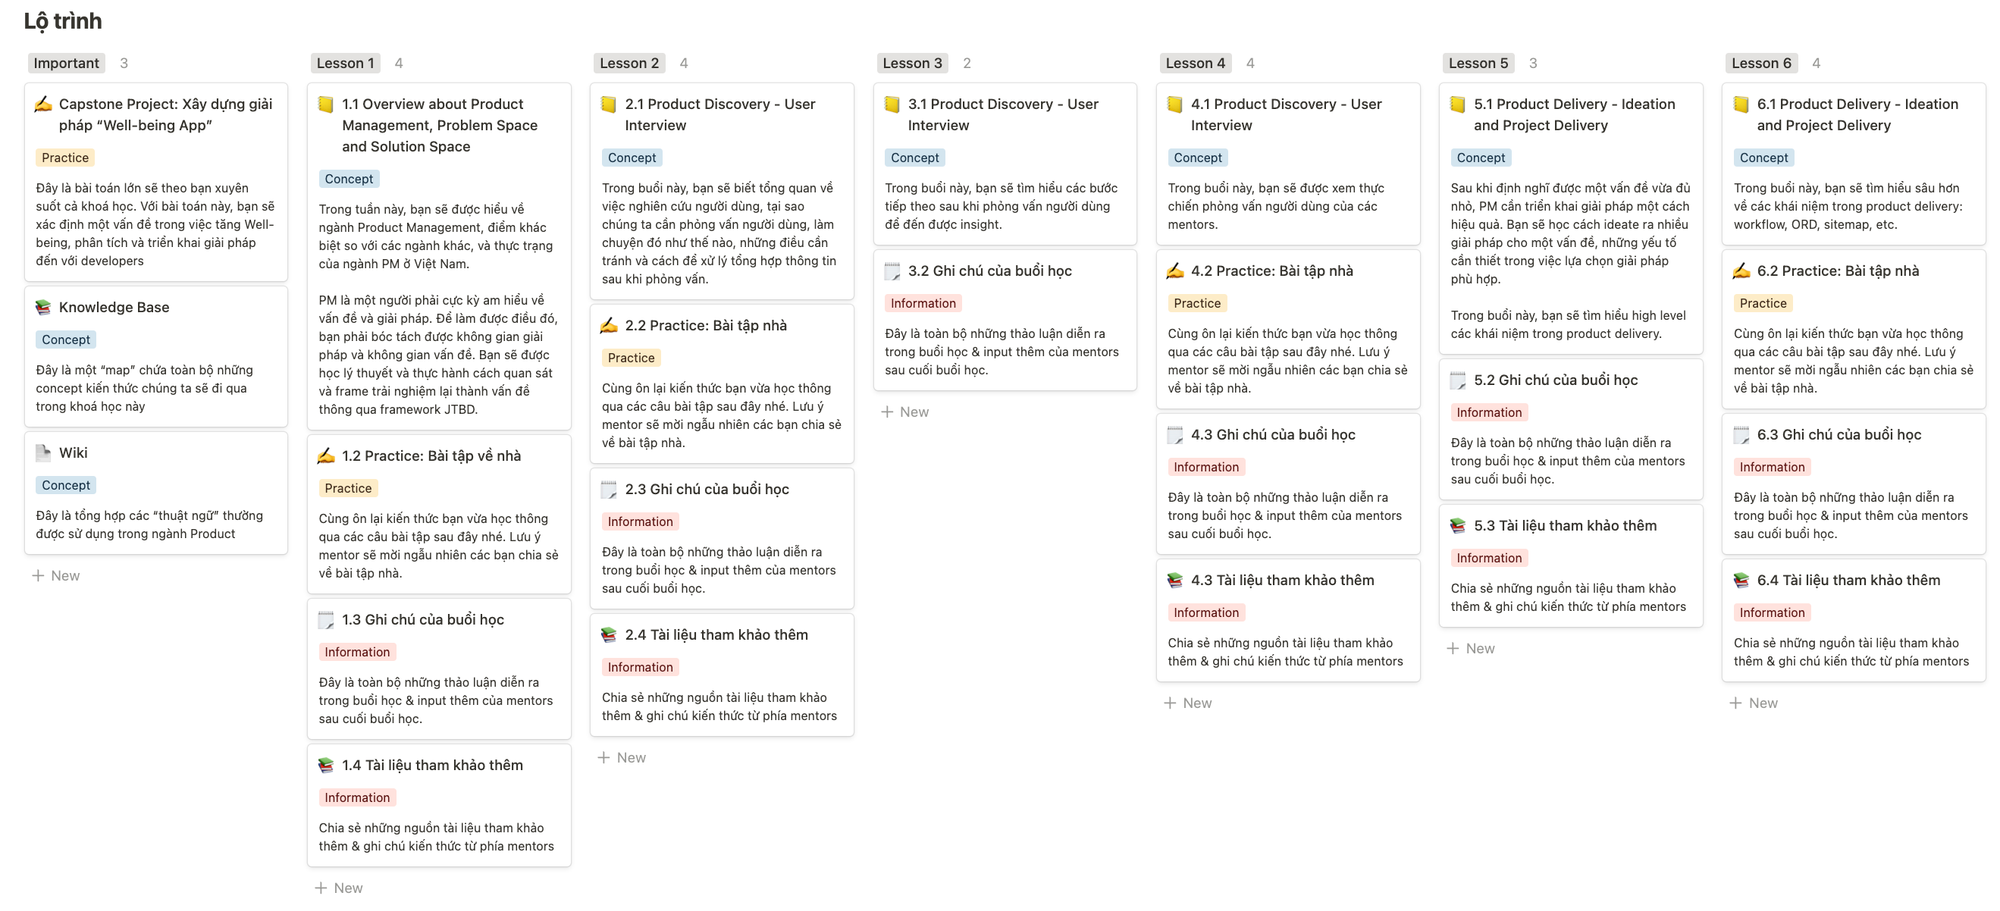 Lộ trình
Important 3
Capstone Project: Xây dựng giải
pháp “Well-being App”
Practice
Đây là bài toán lớn sẽ theo bạn xuyên
suốt cả khoá học. Với bài toán này, bạn sẽ
xác định một vấn đề trong việc tăng Well-
being, phân tích và triển khai giải pháp
đến với developers
Knowledge Base
Concept
Đây là một “map” chứa toàn bộ những
concept kiến thức chúng ta sẽ đi qua
trong khoá học này
Wiki
Concept
Đây là tổng hợp các “thuật ngữ” thường
được sử dụng trong ngành Product
+ New
Lesson 1 4
1.1 Overview about Product
Management, Problem Space
and Solution Space
Concept
Trong tuần này, bạn sẽ được hiểu về
ngành Product Management, điểm khác
biệt so với các ngành khác, và thực trạng
của ngành PM ở Việt Nam.
PM là một người phải cực kỳ am hiểu về
vấn đề và giải pháp. Để làm được điều đó,
bạn phải bóc tách được không gian giải
pháp và không gian vấn đề. Bạn sẽ được
học lý thuyết và thực hành cách quan sát
và frame trải nghiệm lại thành vấn đề
thông qua framework JTBD.
1.2 Practice: Bài tập về nhà
Practice
Cùng ôn lại kiến thức bạn vừa học thông
qua các câu bài tập sau đây nhé. Lưu ý
mentor sẽ mời ngẫu nhiên các bạn chia sẻ
về bài tập nhà.
1.3 Ghi chú của buổi học
Information
Đây là toàn bộ những thảo luận diễn ra
trong buổi học & input thêm của mentors
sau cuối buổi học.
1.4 Tài liệu tham khảo thêm
Information
Chia sẻ những nguồn tài liệu tham khảo
thêm & ghi chú kiến thức từ phía mentors
+ New
Lesson 2 4
2.1 Product Discovery - User
Interview
Concept
Trong buổi này, bạn sẽ biết tổng quan về
việc nghiên cứu người dùng, tại sao
chúng ta cần phỏng vấn người dùng, làm
chuyện đó như thế nào, những điều cần
tránh và cách để xử lý tổng hợp thông tin
sau khi phỏng vấn.
2.2 Practice: Bài tập nhà
Practice
Cùng ôn lại kiến thức bạn vừa học thông
qua các câu bài tập sau đây nhé. Lưu ý
mentor sẽ mời ngẫu nhiên các bạn chia sẻ
về bài tập nhà.
2.3 Ghi chú của buổi học
Information
Đây là toàn bộ những thảo luận diễn ra
trong buổi học & input thêm của mentors
sau cuối buổi học.
2.4 Tài liệu tham khảo thêm
Information
Chia sẻ những nguồn tài liệu tham khảo
thêm & ghi chú kiến thức từ phía mentors
+ New
Lesson 3 2
3.1 Product Discovery - User
Interview
Concept
Trong buổi này, bạn sẽ tìm hiểu các bước
tiếp theo sau khi phỏng vấn người dùng
để đến được insight.
3.2 Ghi chú của buổi học
Information
Đây là toàn bộ những thảo luận diễn ra
trong buổi học & input thêm của mentors
sau cuối buổi học.
+ New
Lesson 4 4
4.1 Product Discovery - User
Interview
Concept
Trong buổi này, bạn sẽ được xem thực
chiến phỏng vấn người dùng của các
mentors.
4.2 Practice: Bài tập nhà
Practice
Cùng ôn lại kiến thức bạn vừa học thông
qua các câu bài tập sau đây nhé. Lưu ý
mentor sẽ mời ngẫu nhiên các bạn chia sẻ
về bài tập nhà.
4.3 Ghi chú của buổi học
Information
Đây là toàn bộ những thảo luận diễn ra
trong buổi học & input thêm của mentors
sau cuối buổi học.
4.3 Tài liệu tham khảo thêm
Information
Chia sẻ những nguồn tài liệu tham khảo
thêm & ghi chú kiến thức từ phía mentors
+ New
Lesson 5 3
5.1 Product Delivery - Ideation
and Project Delivery
Concept
Sau khi định nghĩ được một vấn đề vừa đủ
nhỏ, PM cần triển khai giải pháp một cách
hiệu quả. Bạn sẽ học cách ideate ra nhiều
giải pháp cho một vấn đề, những yếu tố
cần thiết trong việc lựa chọn giải pháp
phù hợp.
Trong buổi này, bạn sẽ tìm hiểu high level
các khái niệm trong product delivery.
5.2 Ghi chú của buổi học
Information
Đây là toàn bộ những thảo luận diễn ra
trong buổi học & input thêm của mentors
sau cuối buổi học.
5.3 Tài liệu tham khảo thêm
Information
Chia sẻ những nguồn tài liệu tham khảo
thêm & ghi chú kiến thức từ phía mentors
+ New
Lesson 6 4
6.1 Product Delivery - Ideation
and Project Delivery
Concept
Trong buổi này, bạn sẽ tìm hiểu sâu hơn
về các khái niệm trong product delivery:
workflow, ORD, sitemap, etc.
6.2 Practice: Bài tập nhà
Practice
Cùng ôn lại kiến thức bạn vừa học thông
qua các câu bài tập sau đây nhé. Lưu ý
mentor sẽ mời ngẫu nhiên các bạn chia sẻ
về bài tập nhà.
6.3 Ghi chú của buổi học
Information
Đây là toàn bộ những thảo luận diễn ra
trong buổi học & input thêm của mentors
sau cuối buổi học.
6.4 Tài liệu tham khảo thêm
Information
Chia sẻ những nguồn tài liệu tham khảo
thêm & ghi chú kiến thức từ phía mentors
+ New